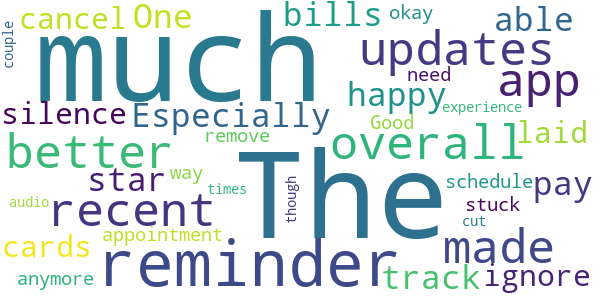 couple cancel One bills okay able
much updates app
need happy experience
silence Especially Good laid
better remove overall
star way The schedule pay
audio recent times though stuck
cards appointment cut made
anymore reminder track ignore